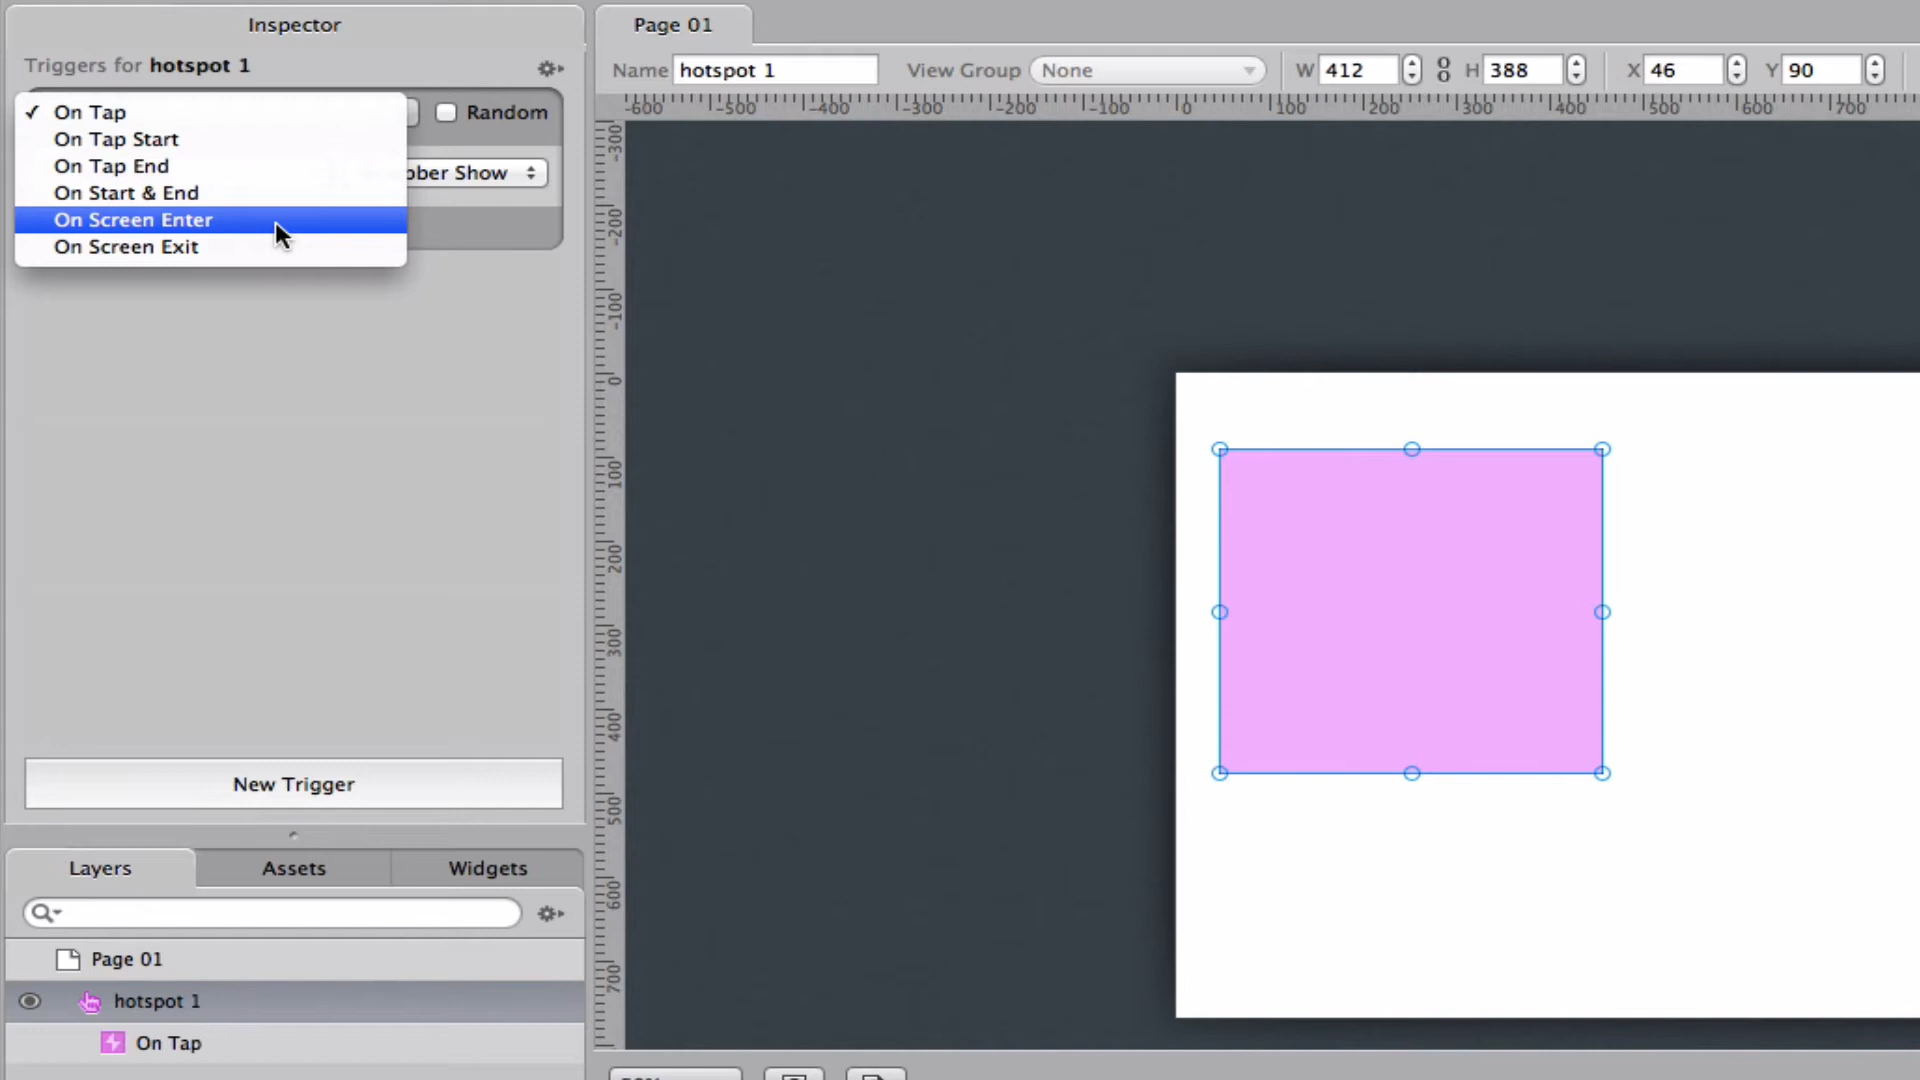 Inspector
Triggers for hotspot 1
✓ On Tap
On Tap Start
On Tap End
On Start & End
On Screen Enter
On Screen Exit
Random
Show
New Trigger
Layers Assets Widgets
Page 01
hotspot 1
On Tap
Page 01
Name hotspot 1 View Group None W 412 H 388 X 46 Y 90
-600 -500 -400 -300 -200 -100 0 100 200 300 400 500 600 700
-300
-200
-100
0
100
200
300
400
500
600
700